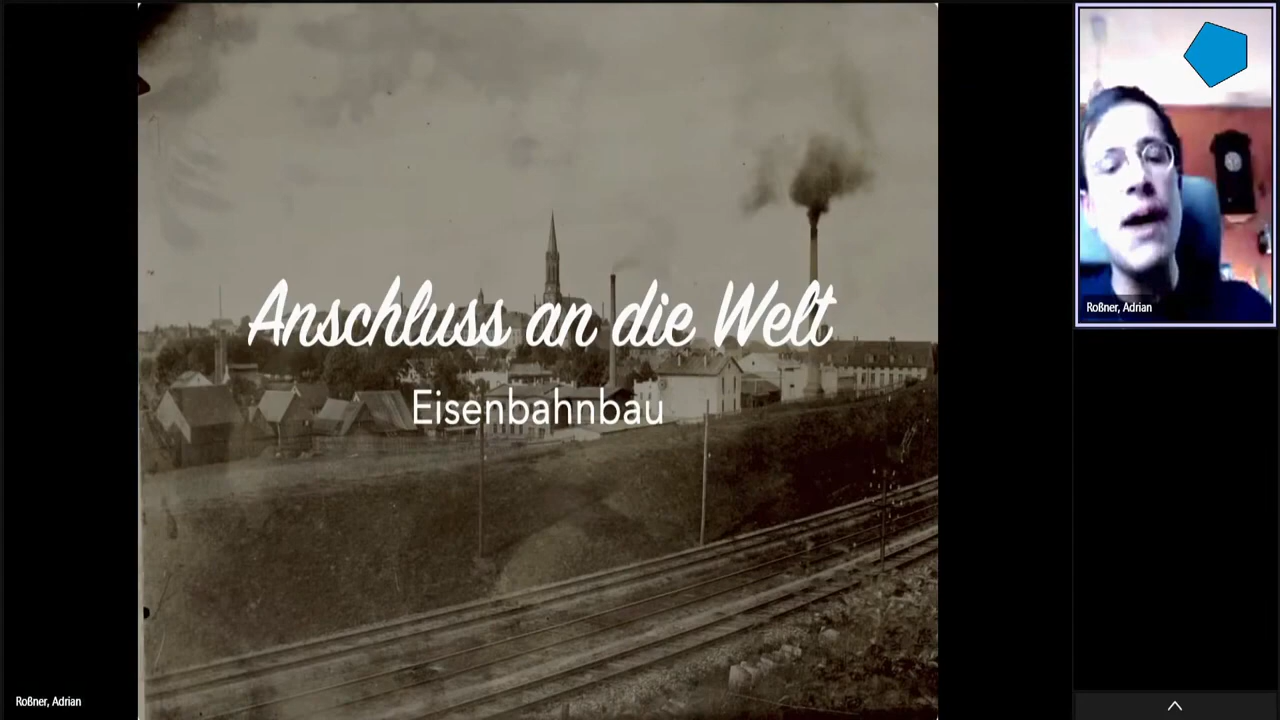 Anschluss an die Welt
Eisenbahnbau
Roßner, Adrian
Roßner, Adrian